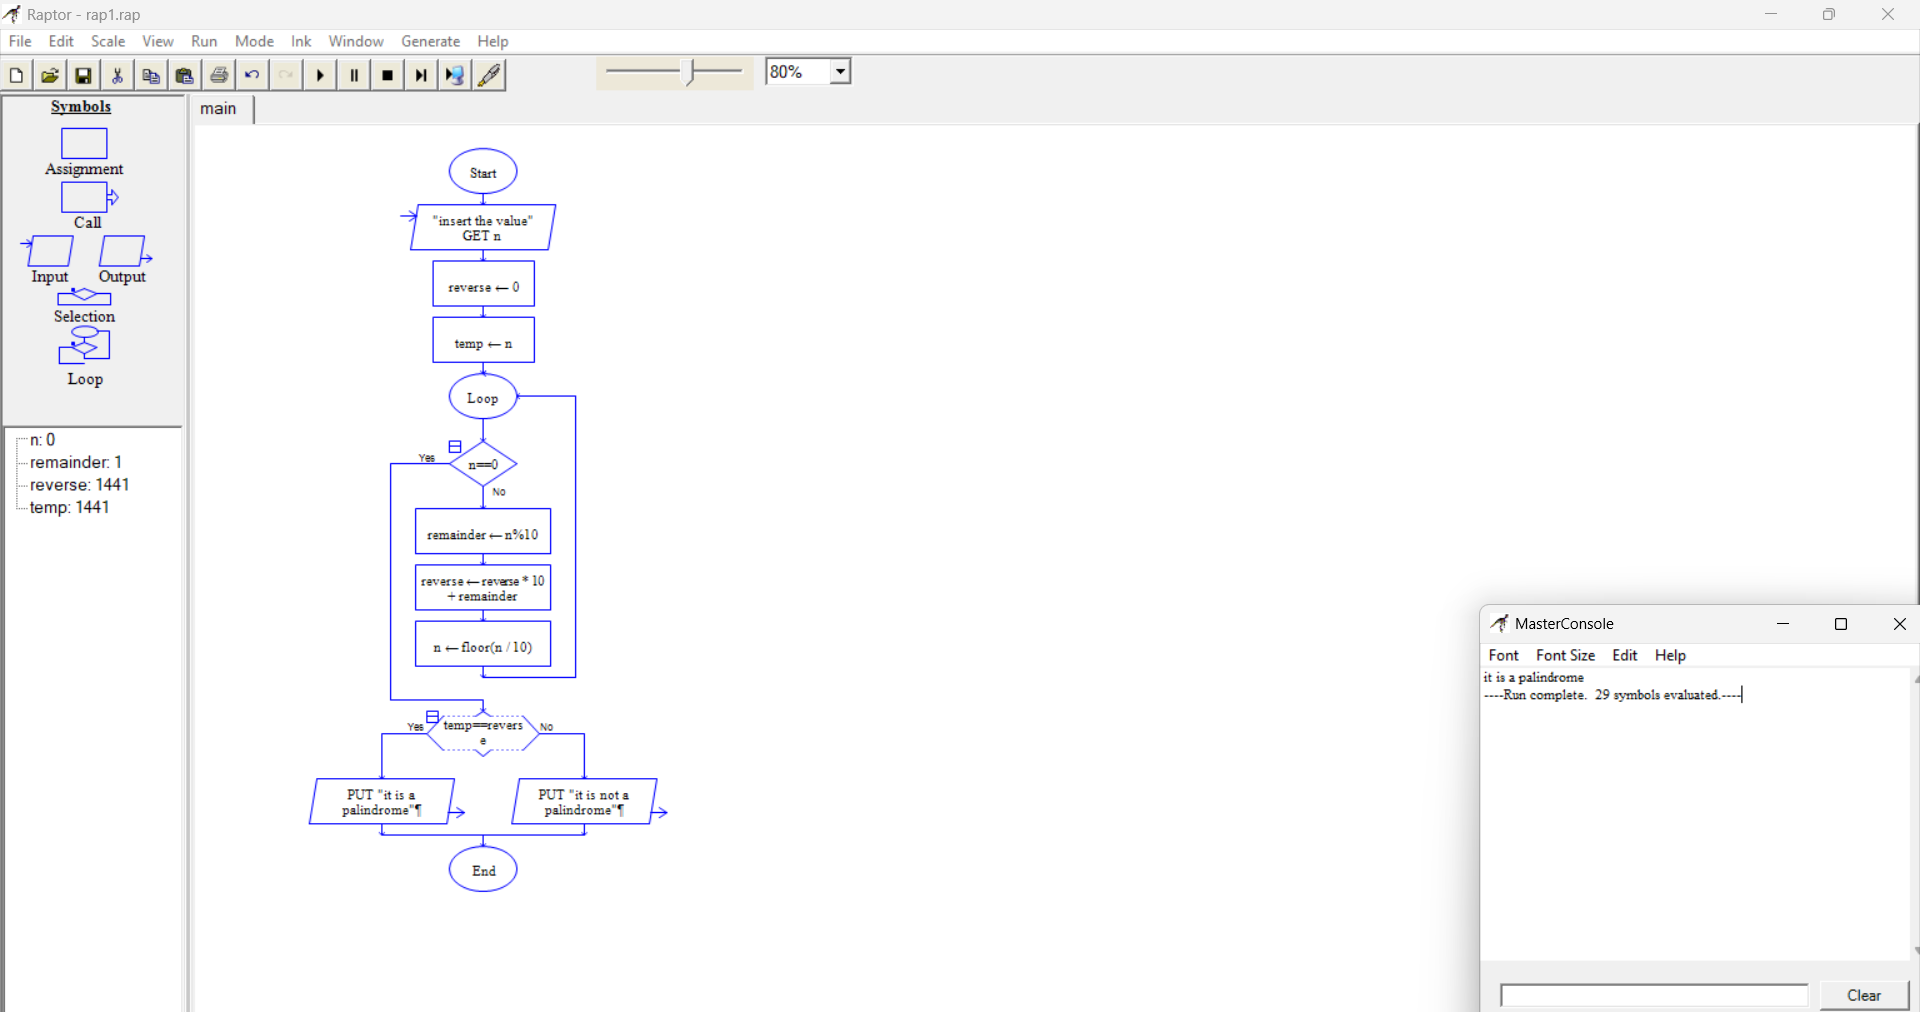 Raptor - rap1.rap
File Edit Scale View Run Mode Ink Window Generate Help
80%
Symbols
Assignment
Call
Input Output
Selection
Loop
n: 0
remainder: 1
reverse: 1441
temp: 1441
main
Start
"insert the value"
GET n
reverse ← 0
temp ← n
Loop
Yes
n==0
No
remainder ← n%10
reverse ← reverse * 10
+ remainder
n ← floor(n / 10)
Yes
temp==revers
e
No
PUT "it is a
palindrome"¶
PUT "it is not a
palindrome"¶
End
MasterConsole
Font Font Size Edit Help
it is a palindrome
----Run complete.  29 symbols evaluated.----
Clear